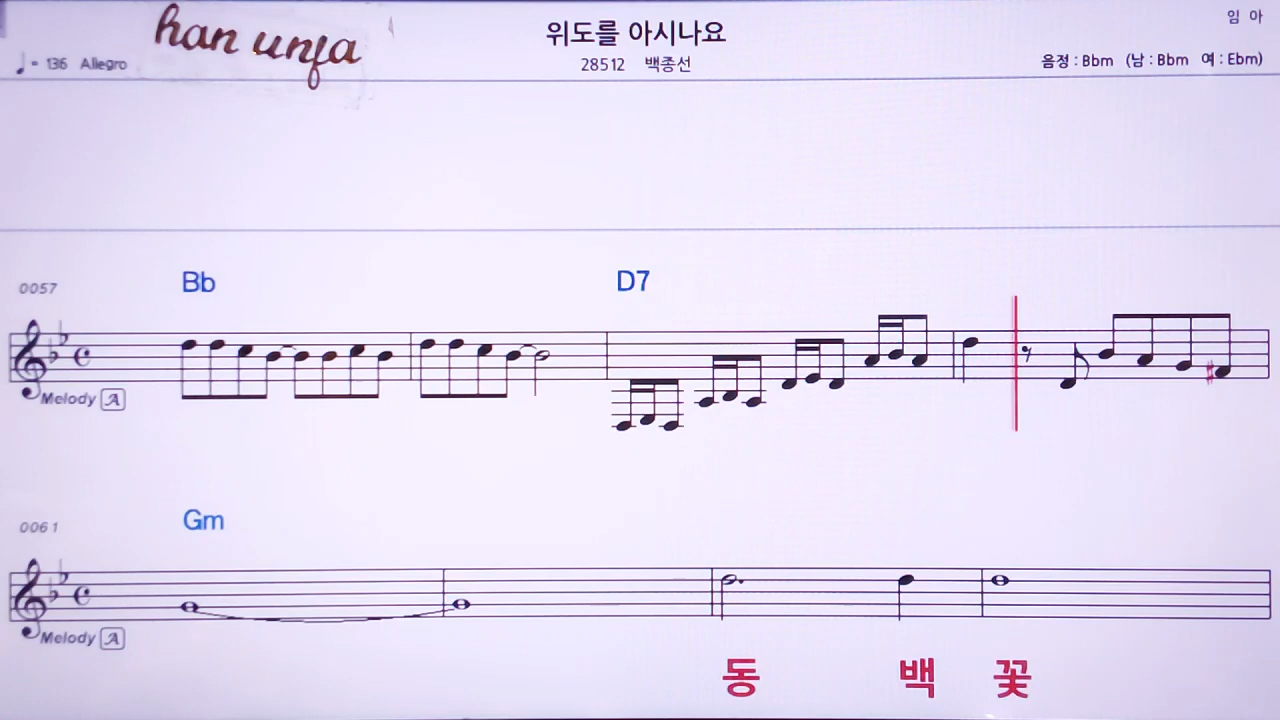 han unfa
위도를 아시나요
임 아
♩= 136 Allegro
28512 백종선
음정 : Bbm (남 : Bbm 여 : Ebm)
0057
Bb
D7
Melody A
0061
Gm
Melody A
동 백 꽃